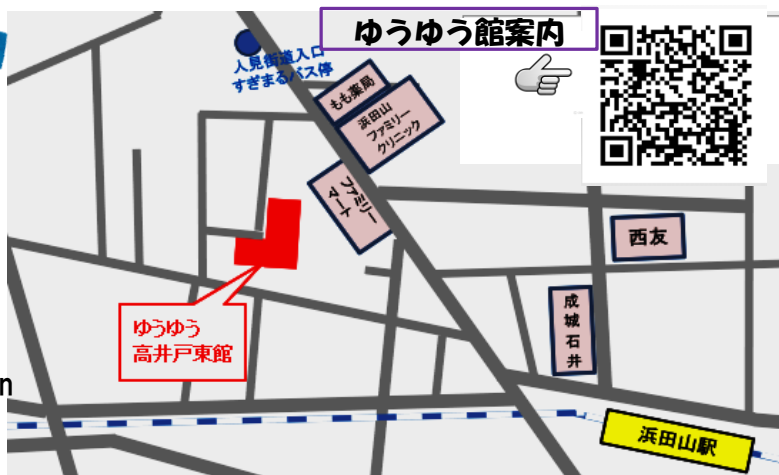 ゆうゆう館案内
人見街道入口
すぎまるバス停
もも薬局
浜田山
ファミリー
クリニック
ファミリー
マート
西友
成城石井
ゆうゆう
高井戸東館
n
浜田山駅